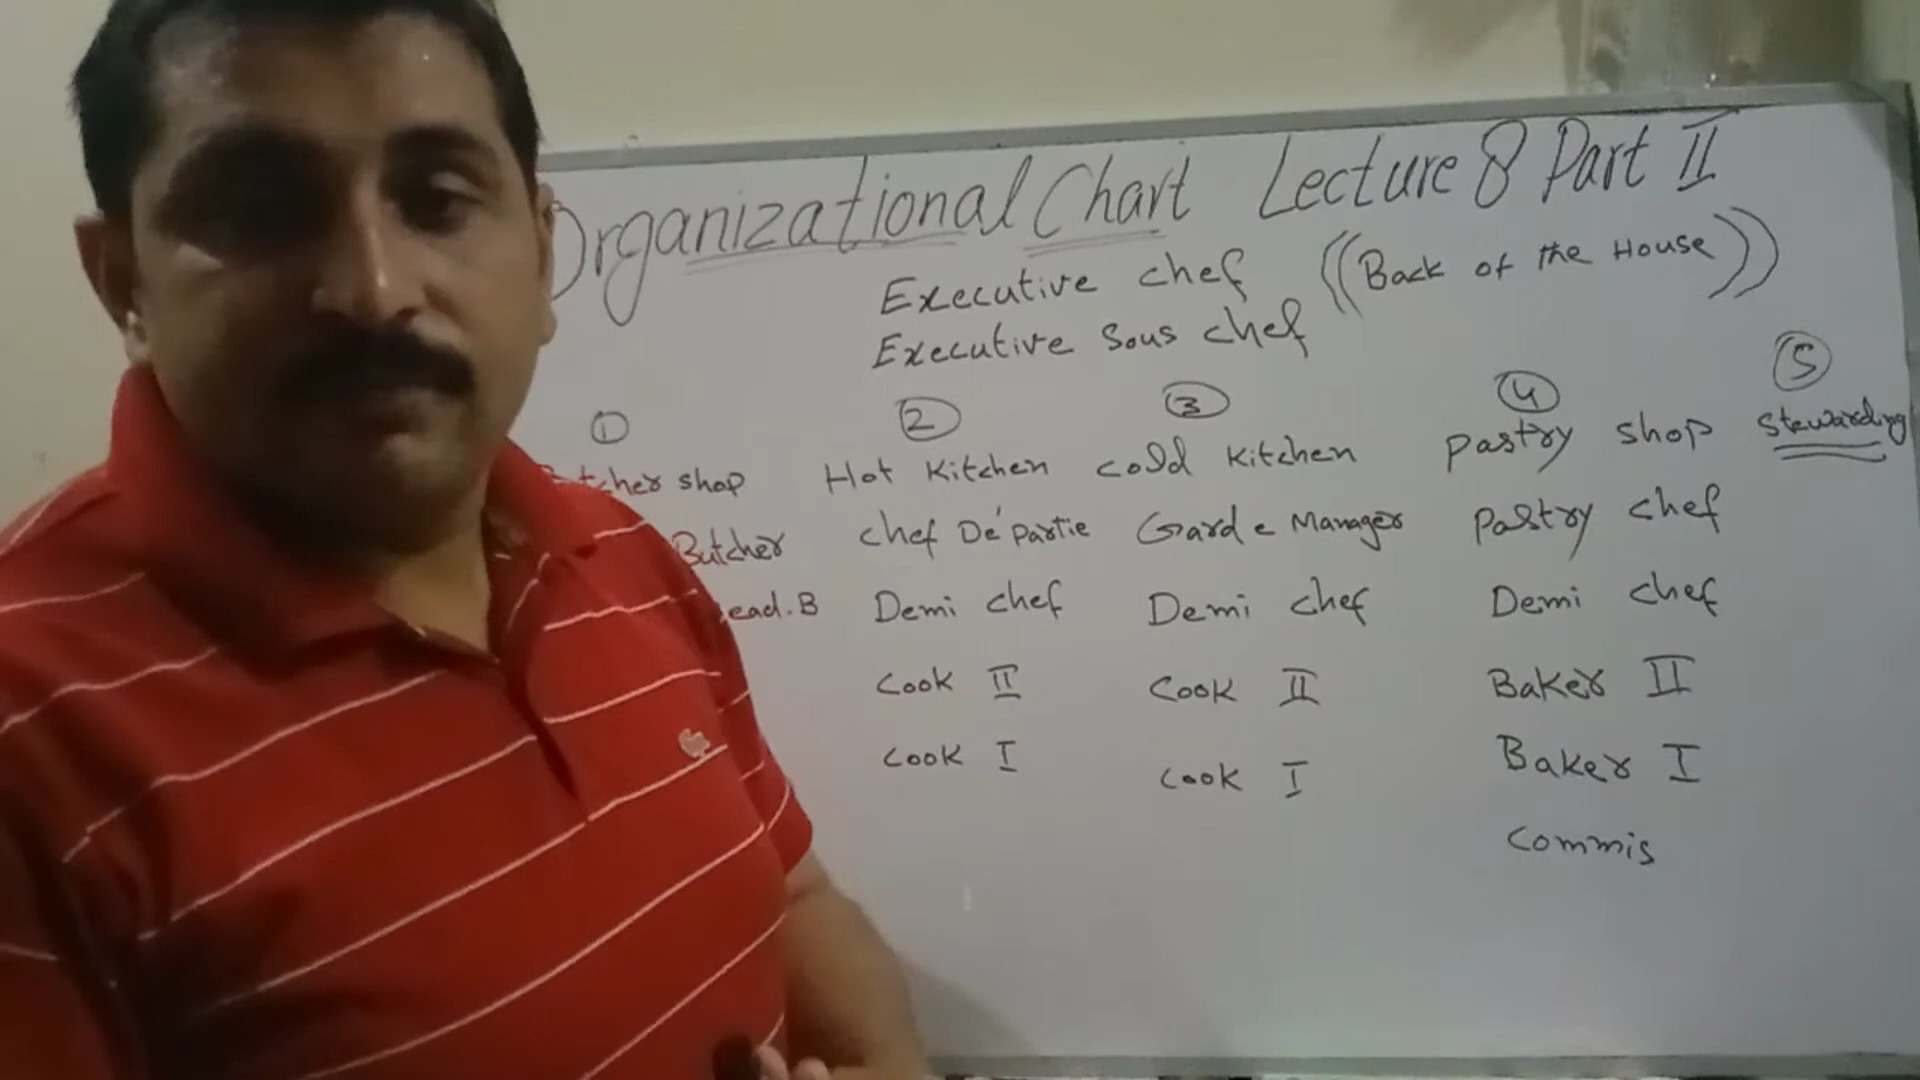 Organizational Chart Lecture 8 Part II
Executive chef ((Back of the House))
Executive Sous chef
1 2 3 4 5
shop Hot Kitchen cold Kitchen Pastry shop Stewarding
Butcher chef De' partie Garde Manager Pastry chef
B Demi chef Demi chef Demi chef
Cook II Cook II Baker II
Cook I Cook I Baker I
Commis